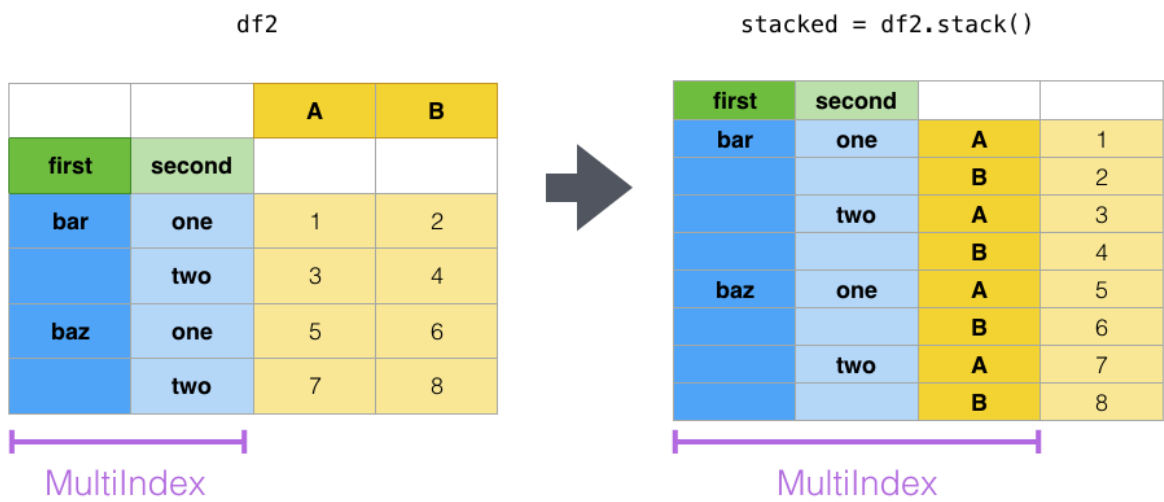 df2
A B
first second
bar one 1 2
two 3 4
baz one 5 6
two 7 8
MultiIndex
stacked = df2.stack()
first second
bar one A 1
B 2
two A 3
B 4
baz one A 5
B 6
two A 7
B 8
MultiIndex